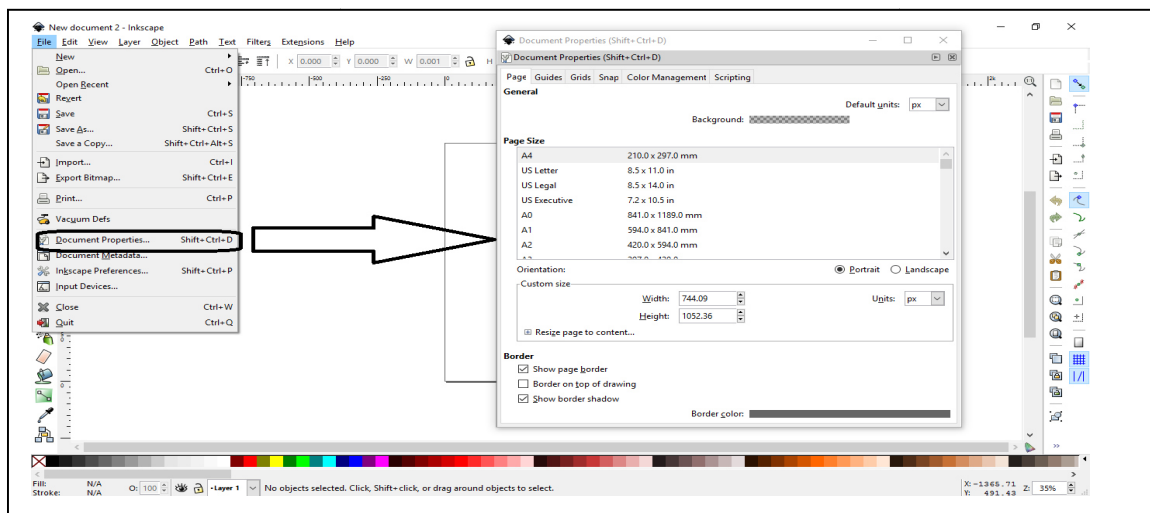 New document 2 - Inkscape
File Edit View Layer Object Path Text Filters Extensions Help
X 0.000 Y 0.000 W 0.001 H
New
Open... Ctrl+O
Open Recent
Revert
Save Ctrl+S
Save As... Shift+Ctrl+S
Save a Copy... Shift+Ctrl+Alt+S
Import... Ctrl+I
Export Bitmap... Shift+Ctrl+E
Print... Ctrl+P
Vacuum Defs
Document Properties... Shift+Ctrl+D
Document Metadata...
Inkscape Preferences... Shift+Ctrl+P
Input Devices...
Close Ctrl+W
Quit Ctrl+Q
Document Properties (Shift+Ctrl+D)
Document Properties (Shift+Ctrl+D)
Page Guides Grids Snap Color Management Scripting
General
Default units: px
Background:
Page Size
A4 210.0 x 297.0 mm
US Letter 8.5 x 11.0 in
US Legal 8.5 x 14.0 in
US Executive 7.2 x 10.5 in
A0 841.0 x 1189.0 mm
A1 594.0 x 841.0 mm
A2 420.0 x 594.0 mm
Orientation: Portrait Landscape
Custom size
Width: 744.09 Units: px
Height: 1052.36
Resize page to content...
Border
Show page border
Border on top of drawing
Show border shadow
Border color:
Fill: N/A
Stroke: N/A
O: 100 -Layer 1 No objects selected. Click, Shift+click, or drag around objects to select.
X: -1365.71
Y: 491.43
Z: 35%